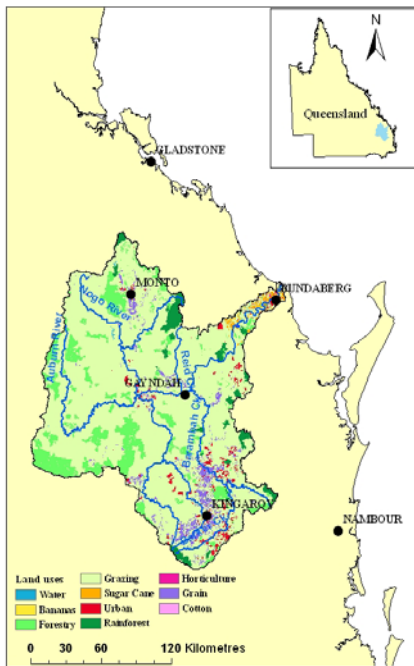 N
Queensland
GLADSTONE
MONTO
Nogo River
BUNDABERG
Auburn River
Reid C
GAYNDAH
Barambah C
KINGAROY
NAMBOUR
Land uses
Water
Bananas
Forestry
Grazing
Sugar Cane
Urban
Rainforest
Horticulture
Grain
Cotton
0 30 60 120 Kilometres